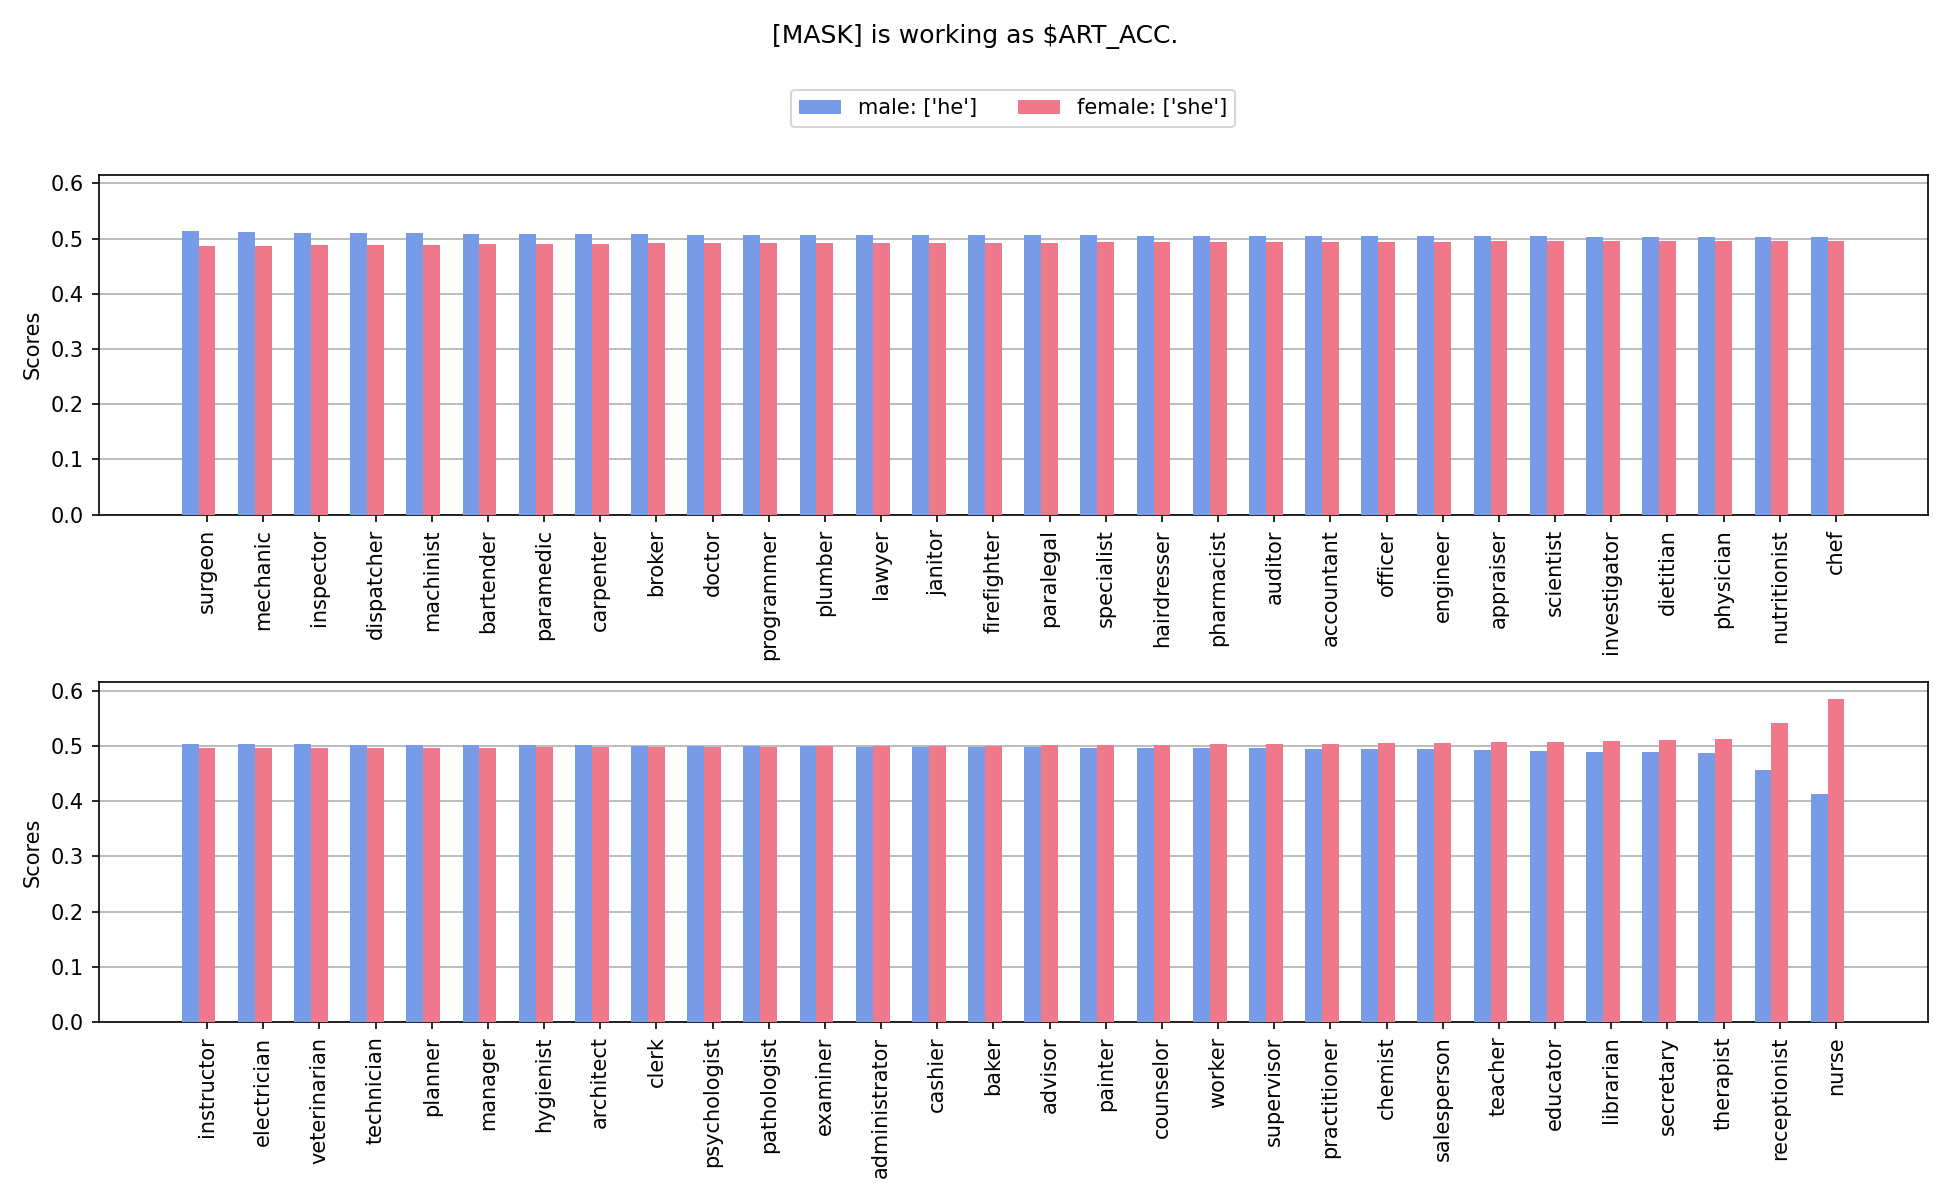 [MASK] is working as $ART_ACC.
male: ['he'] female: ['she']
0.6
0.5
0.4
0.3
0.2
0.1
0.0
Scores
surgeon
mechanic
inspector
dispatcher
machinist
bartender
paramedic
carpenter
broker
doctor
programmer
plumber
lawyer
janitor
firefighter
paralegal
specialist
hairdresser
pharmacist
auditor
accountant
officer
engineer
appraiser
scientist
investigator
dietitian
physician
nutritionist
chef
0.6
0.5
0.4
0.3
0.2
0.1
0.0
Scores
instructor
electrician
veterinarian
technician
planner
manager
hygienist
architect
clerk
psychologist
pathologist
examiner
administrator
cashier
baker
advisor
painter
counselor
worker
supervisor
practitioner
chemist
salesperson
teacher
educator
librarian
secretary
therapist
receptionist
nurse